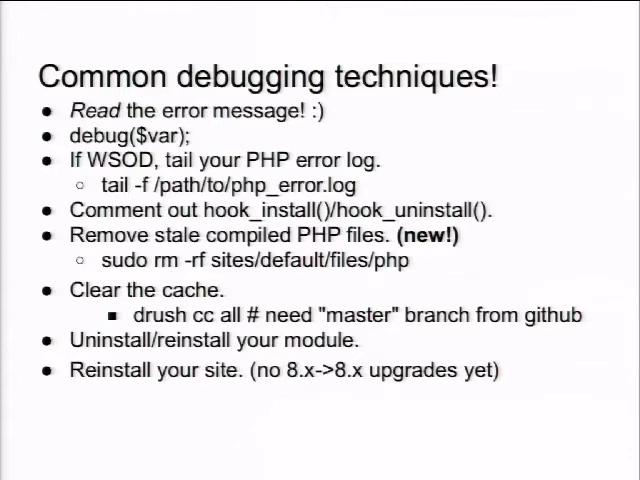 Common debugging techniques!
● Read the error message! :)
● debug($var);
● If WSOD, tail your PHP error log.
○ tail -f /path/to/php_error.log
● Comment out hook_install()/hook_uninstall().
● Remove stale compiled PHP files. (new!)
○ sudo rm -rf sites/default/files/php
● Clear the cache.
■ drush cc all # need "master" branch from github
● Uninstall/reinstall your module.
● Reinstall your site. (no 8.x->8.x upgrades yet)